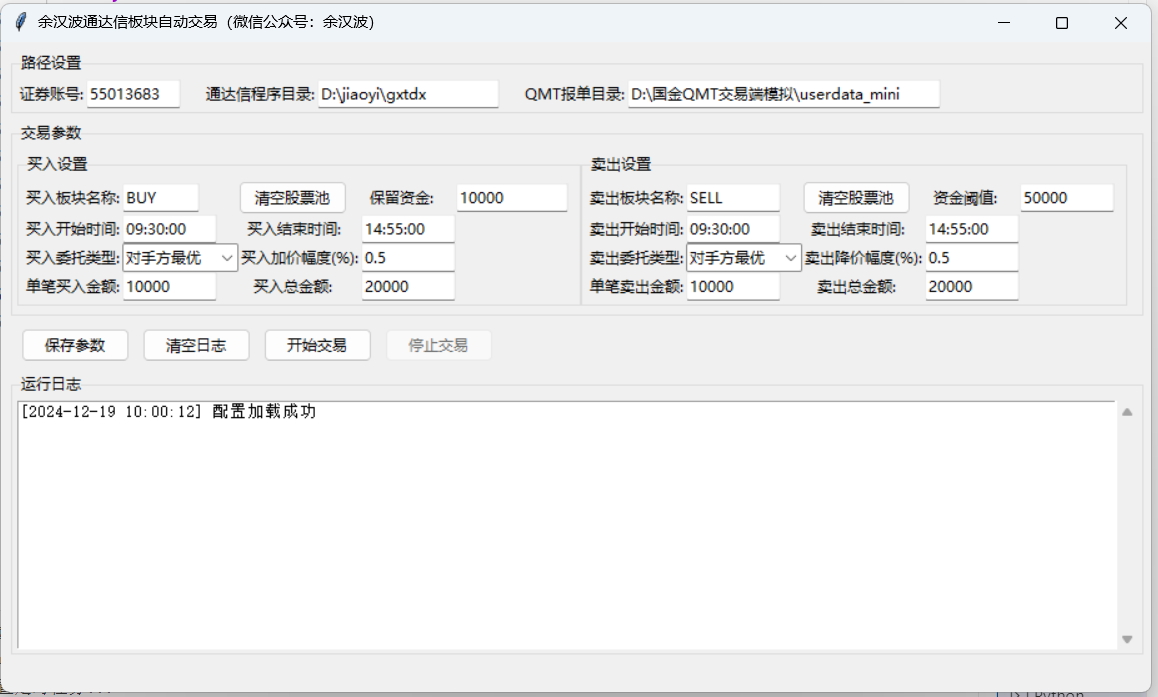 余汉波通达信板块自动交易（微信公众号：余汉波）
路径设置
证券账号: 55013683 通达信程序目录: D:\jiaoyi\gxtdx QMT报单目录: D:\国金QMT交易端模拟\userdata_mini
交易参数
买入设置 卖出设置
买入板块名称: BUY 清空股票池 保留资金: 10000 卖出板块名称: SELL 清空股票池 资金阈值: 50000
买入开始时间: 09:30:00 买入结束时间: 14:55:00 卖出开始时间: 09:30:00 卖出结束时间: 14:55:00
买入委托类型: 对手方最优 买入加价幅度(%): 0.5 卖出委托类型: 对手方最优 卖出降价幅度(%): 0.5
单笔买入金额: 10000 买入总金额: 20000 单笔卖出金额: 10000 卖出总金额: 20000
保存参数 清空日志 开始交易 停止交易
运行日志
[2024-12-19 10:00:12] 配置加载成功